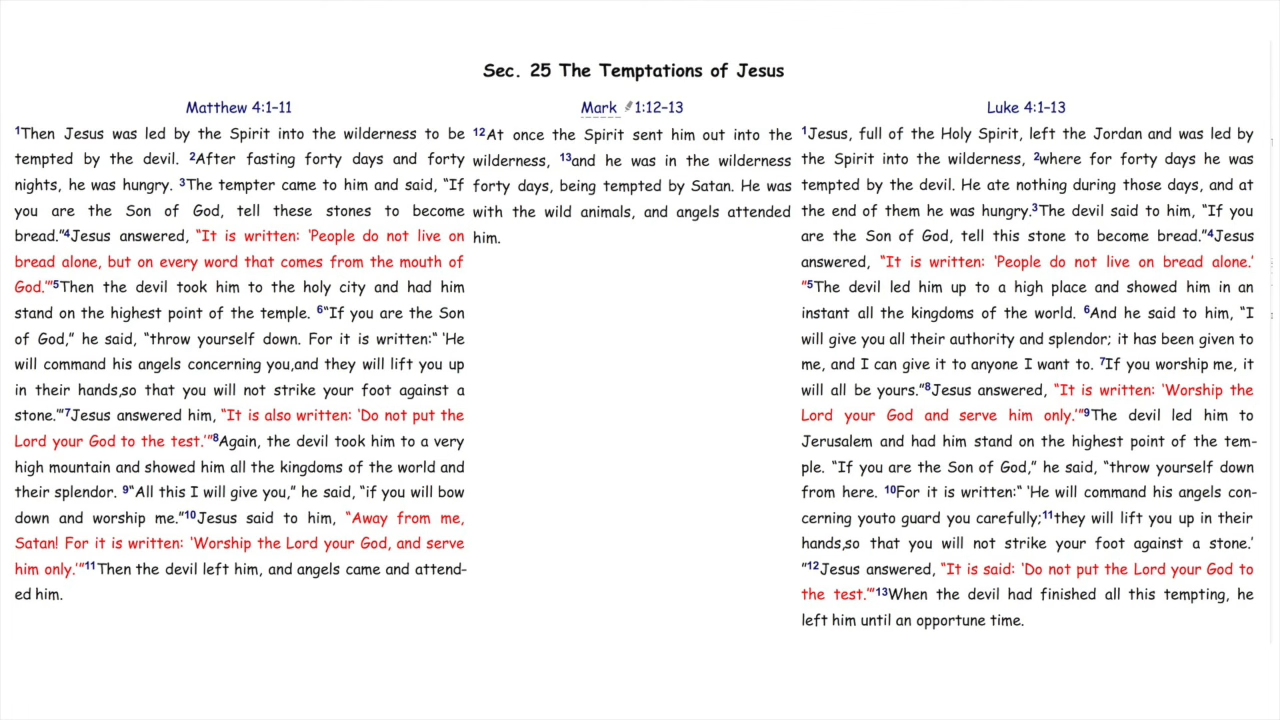 Sec. 25 The Temptations of Jesus
Matthew 4:1–11
¹Then Jesus was led by the Spirit into the wilderness to be
tempted by the devil. ²After fasting forty days and forty
nights, he was hungry. ³The tempter came to him and said, “If
you are the Son of God, tell these stones to become
bread.”⁴Jesus answered, “It is written: ‘People do not live on
bread alone, but on every word that comes from the mouth of
God.’”⁵Then the devil took him to the holy city and had him
stand on the highest point of the temple. ⁶“If you are the Son
of God,” he said, “throw yourself down. For it is written:“ ‘He
will command his angels concerning you,and they will lift you up
in their hands,so that you will not strike your foot against a
stone.’”⁷Jesus answered him, “It is also written: ‘Do not put the
Lord your God to the test.’”⁸Again, the devil took him to a very
high mountain and showed him all the kingdoms of the world and
their splendor. ⁹“All this I will give you,” he said, “if you will bow
down and worship me.”¹⁰Jesus said to him, “Away from me,
Satan! For it is written: ‘Worship the Lord your God, and serve
him only.’”¹¹Then the devil left him, and angels came and attend-
ed him.
Mark 1:12–13
¹²At once the Spirit sent him out into the
wilderness, ¹³and he was in the wilderness
forty days, being tempted by Satan. He was
with the wild animals, and angels attended
him.
Luke 4:1–13
¹Jesus, full of the Holy Spirit, left the Jordan and was led by
the Spirit into the wilderness, ²where for forty days he was
tempted by the devil. He ate nothing during those days, and at
the end of them he was hungry.³The devil said to him, “If you
are the Son of God, tell this stone to become bread.”⁴Jesus
answered, “It is written: ‘People do not live on bread alone.’
”⁵The devil led him up to a high place and showed him in an
instant all the kingdoms of the world. ⁶And he said to him, “I
will give you all their authority and splendor; it has been given to
me, and I can give it to anyone I want to. ⁷If you worship me, it
will all be yours.”⁸Jesus answered, “It is written: ‘Worship the
Lord your God and serve him only.’”⁹The devil led him to
Jerusalem and had him stand on the highest point of the tem-
ple. “If you are the Son of God,” he said, “throw yourself down
from here. ¹⁰For it is written:“ ‘He will command his angels con-
cerning youto guard you carefully;¹¹they will lift you up in their
hands,so that you will not strike your foot against a stone.’
”¹²Jesus answered, “It is said: ‘Do not put the Lord your God to
the test.’”¹³When the devil had finished all this tempting, he
left him until an opportune time.